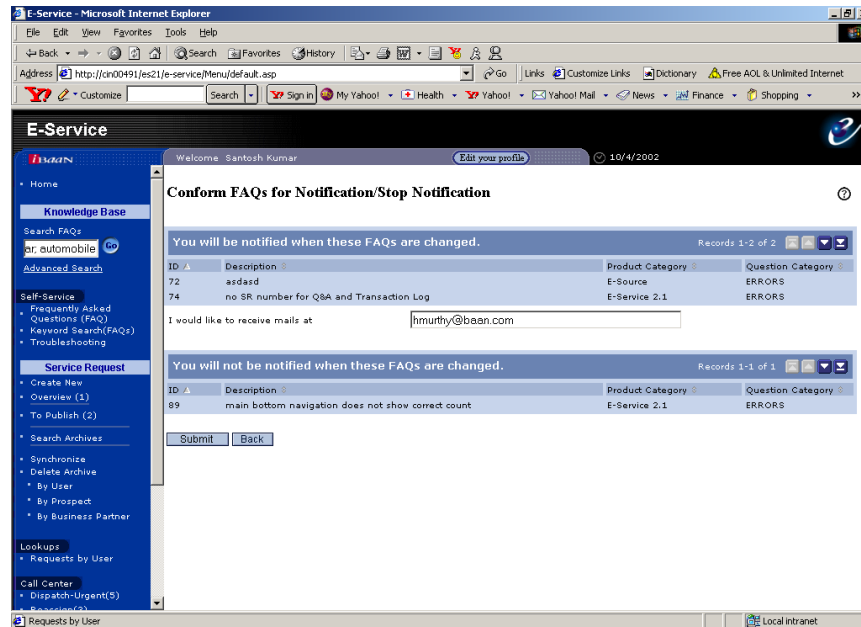 E-Service - Microsoft Internet Explorer
File Edit View Favorites Tools Help
Back Search Favorites History
Address http://cin00491/es21/e-service/Menu/default.asp Go Links Customize Links Dictionary Free AOL & Unlimited Internet
Y? Customize Search Sign in My Yahoo! Health Yahoo! Yahoo! Mail News Finance Shopping »
E-Service
iBaan Welcome Santosh Kumar Edit your profile 10/4/2002
Home
Conform FAQs for Notification/Stop Notification
Knowledge Base
Search FAQs
ar, automobile Go
Advanced Search
You will be notified when these FAQs are changed. Records 1-2 of 2
ID Description Product Category Question Category
72 asdasd E-Source ERRORS
74 no SR number for Q&A and Transaction Log E-Service 2.1 ERRORS
I would like to receive mails at hmurthy@baan.com
Self-Service
Frequently Asked
Questions (FAQ)
Keyword Search(FAQs)
Troubleshooting
You will not be notified when these FAQs are changed. Records 1-1 of 1
ID Description Product Category Question Category
89 main bottom navigation does not show correct count E-Service 2.1 ERRORS
Submit Back
Service Request
Create New
Overview (1)
To Publish (2)
Search Archives
Synchronize
Delete Archive
By User
By Prospect
By Business Partner
Lookups
Requests by User
Call Center
Dispatch-Urgent(5)
Reassign(3)
Requests by User Local intranet